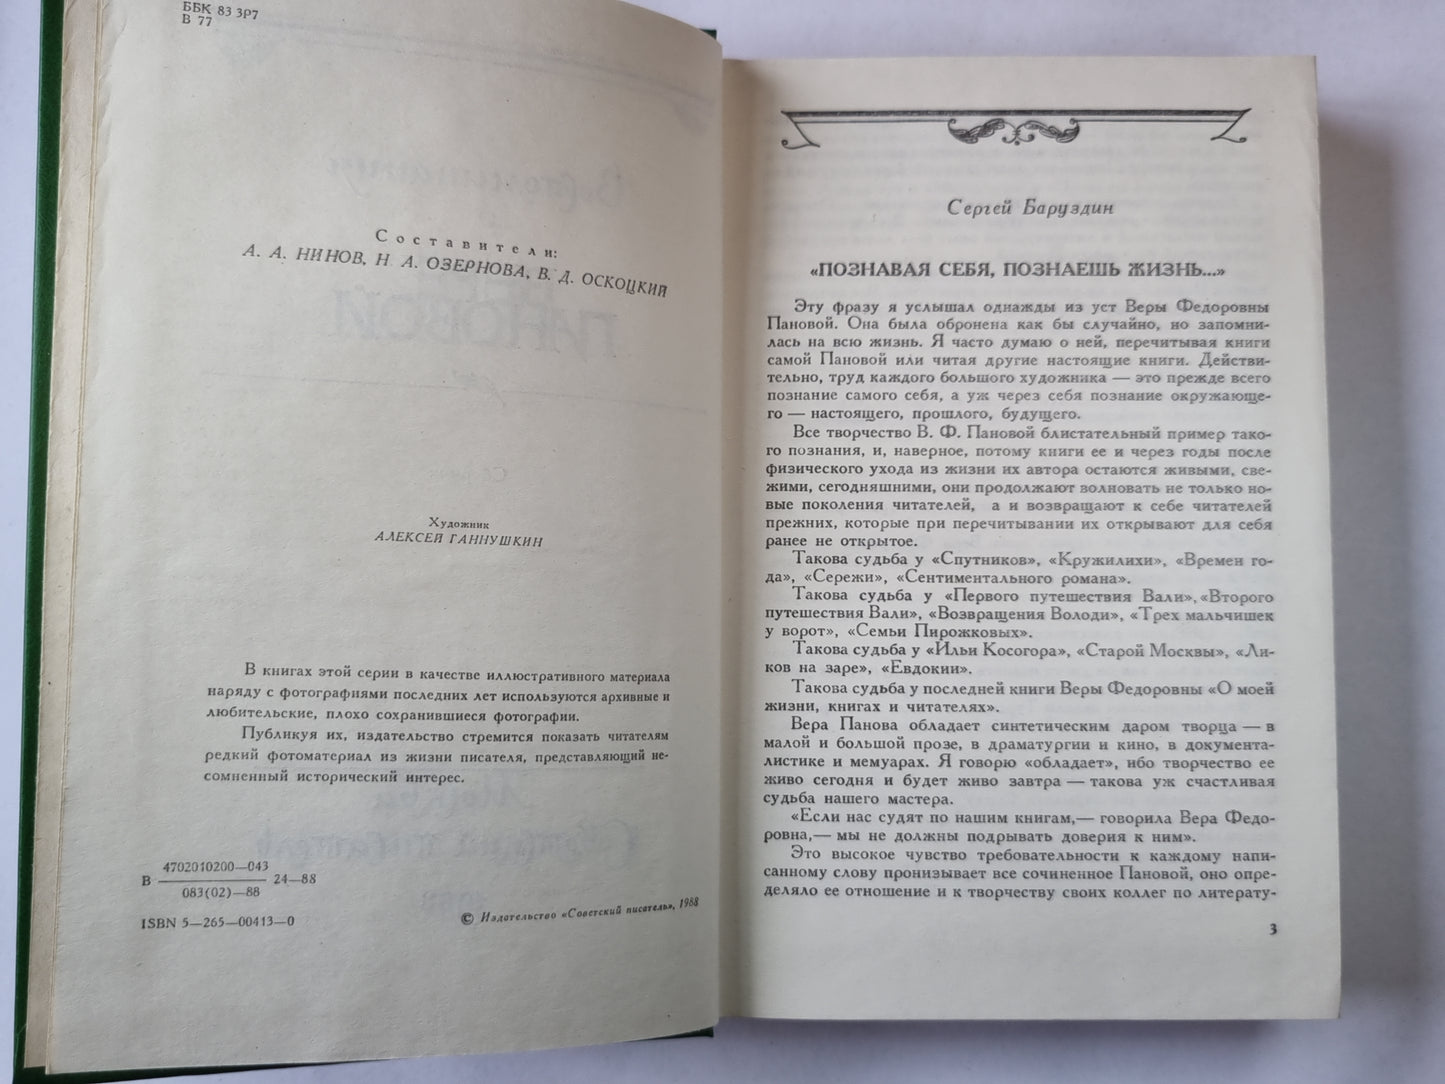 ББК 83 3Р7
В 77
Составители:
А. А. НИНОВ, Н А. ОЗЕРНОВА, В. Д. ОСКОЦКИЙ
Художник
АЛЕКСЕЙ ГАННУШКИН
В книгах этой серии в качестве иллюстративного материала
наряду с фотографиями последних лет используются архивные и
любительские, плохо сохранившиеся фотографии.
Публикуя их, издательство стремится показать читателям
редкий фотоматериал из жизни писателя, представляющий не-
сомненный исторический интерес.
В 4702010200—043 24—88
083(02)—88
ISBN 5—265—00413—0
© Издательство «Советский писатель», 1988
Сергей Баруздин
«ПОЗНАВАЯ СЕБЯ, ПОЗНАЕШЬ ЖИЗНЬ...»
Эту фразу я услышал однажды из уст Веры Федоровны
Пановой. Она была обронена как бы случайно, но запомни-
лась на всю жизнь. Я часто думаю о ней, перечитывая книги
самой Пановой или читая другие настоящие книги. Действи-
тельно, труд каждого большого художника — это прежде всего
познание самого себя, а уж через себя познание окружающе-
го — настоящего, прошлого, будущего.
Все творчество В. Ф. Пановой блистательный пример тако-
го познания, и, наверное, потому книги ее и через годы после
физического ухода из жизни их автора остаются живыми, све-
жими, сегодняшними, они продолжают волновать не только но-
вые поколения читателей, а и возвращают к себе читателей
прежних, которые при перечитывании их открывают для себя
ранее не открытое.
Такова судьба у «Спутников», «Кружилихи», «Времен го-
да», «Сережи», «Сентиментального романа».
Такова судьба у «Первого путешествия Вали», «Второго
путешествия Вали», «Возвращения Володи», «Трех мальчишек
у ворот», «Семьи Пирожковых».
Такова судьба у «Ильи Косогора», «Старой Москвы», «Ли-
ков на заре», «Евдокии».
Такова судьба у последней книги Веры Федоровны «О моей
жизни, книгах и читателях».
Вера Панова обладает синтетическим даром творца — в
малой и большой прозе, в драматургии и кино, в документа-
листике и мемуарах. Я говорю «обладает», ибо творчество ее
живо сегодня и будет живо завтра — такова уж счастливая
судьба нашего мастера.
«Если нас судят по нашим книгам,— говорила Вера Федо-
ровна,— мы не должны подрывать доверия к ним».
Это высокое чувство требовательности к каждому напи-
санному слову пронизывает все сочиненное Пановой, оно опре-
деляло ее отношение и к творчеству своих коллег по литерату-
3